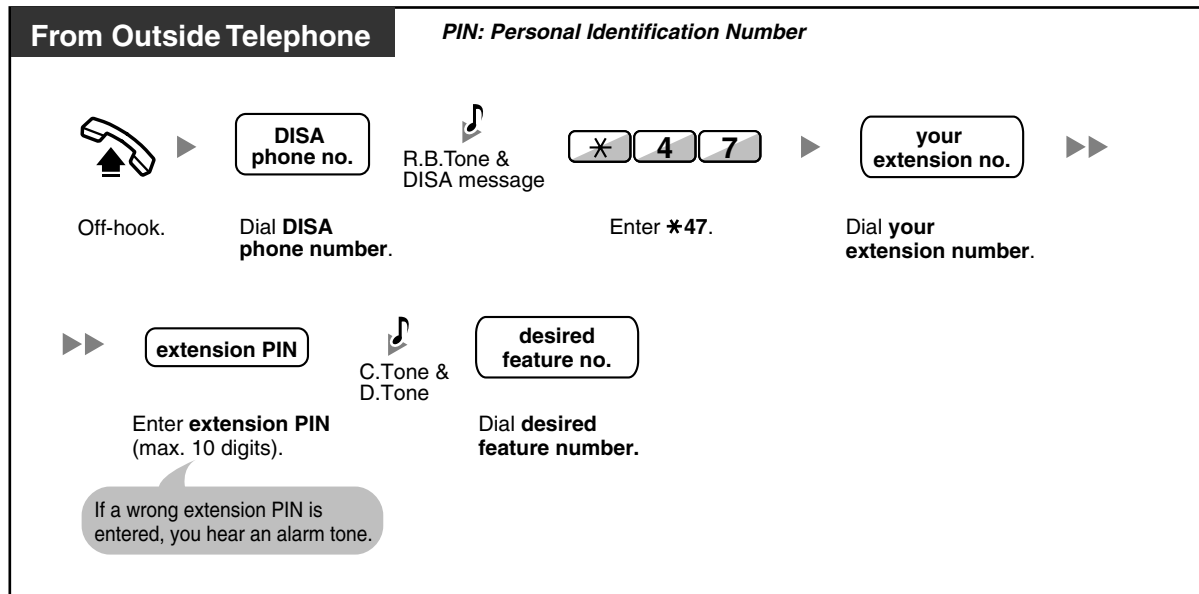 From Outside Telephone
PIN: Personal Identification Number
DISA
phone no.
R.B.Tone &
DISA message
* 4 7
your
extension no.
Off-hook.
Dial DISA
phone number.
Enter *47.
Dial your
extension number.
extension PIN
C.Tone &
D.Tone
desired
feature no.
Enter extension PIN
(max. 10 digits).
Dial desired
feature number.
If a wrong extension PIN is
entered, you hear an alarm tone.